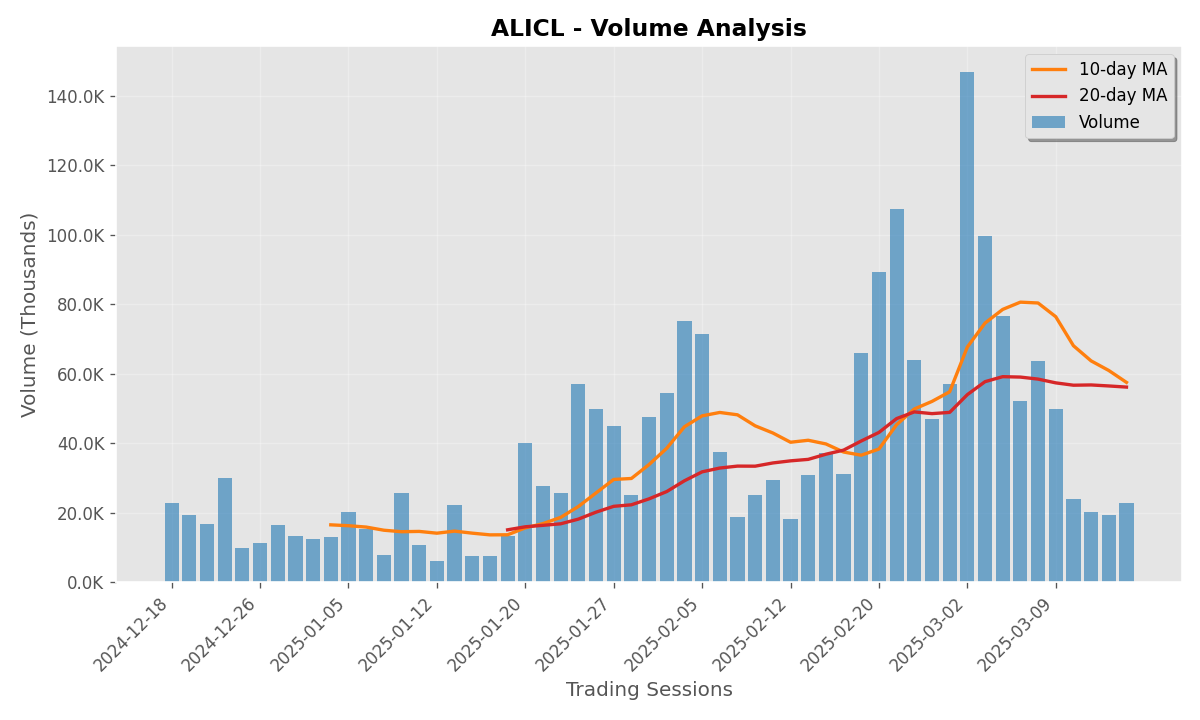 ALICL - Volume Analysis
10-day MA
20-day MA
Volume
140.0K
120.0K
100.0K
80.0K
60.0K
40.0K
20.0K
0.0K
Volume (Thousands)
2024-12-18
2024-12-26
2025-01-05
2025-01-12
2025-01-20
2025-01-27
2025-02-05
2025-02-12
2025-02-20
2025-03-02
2025-03-09
Trading Sessions